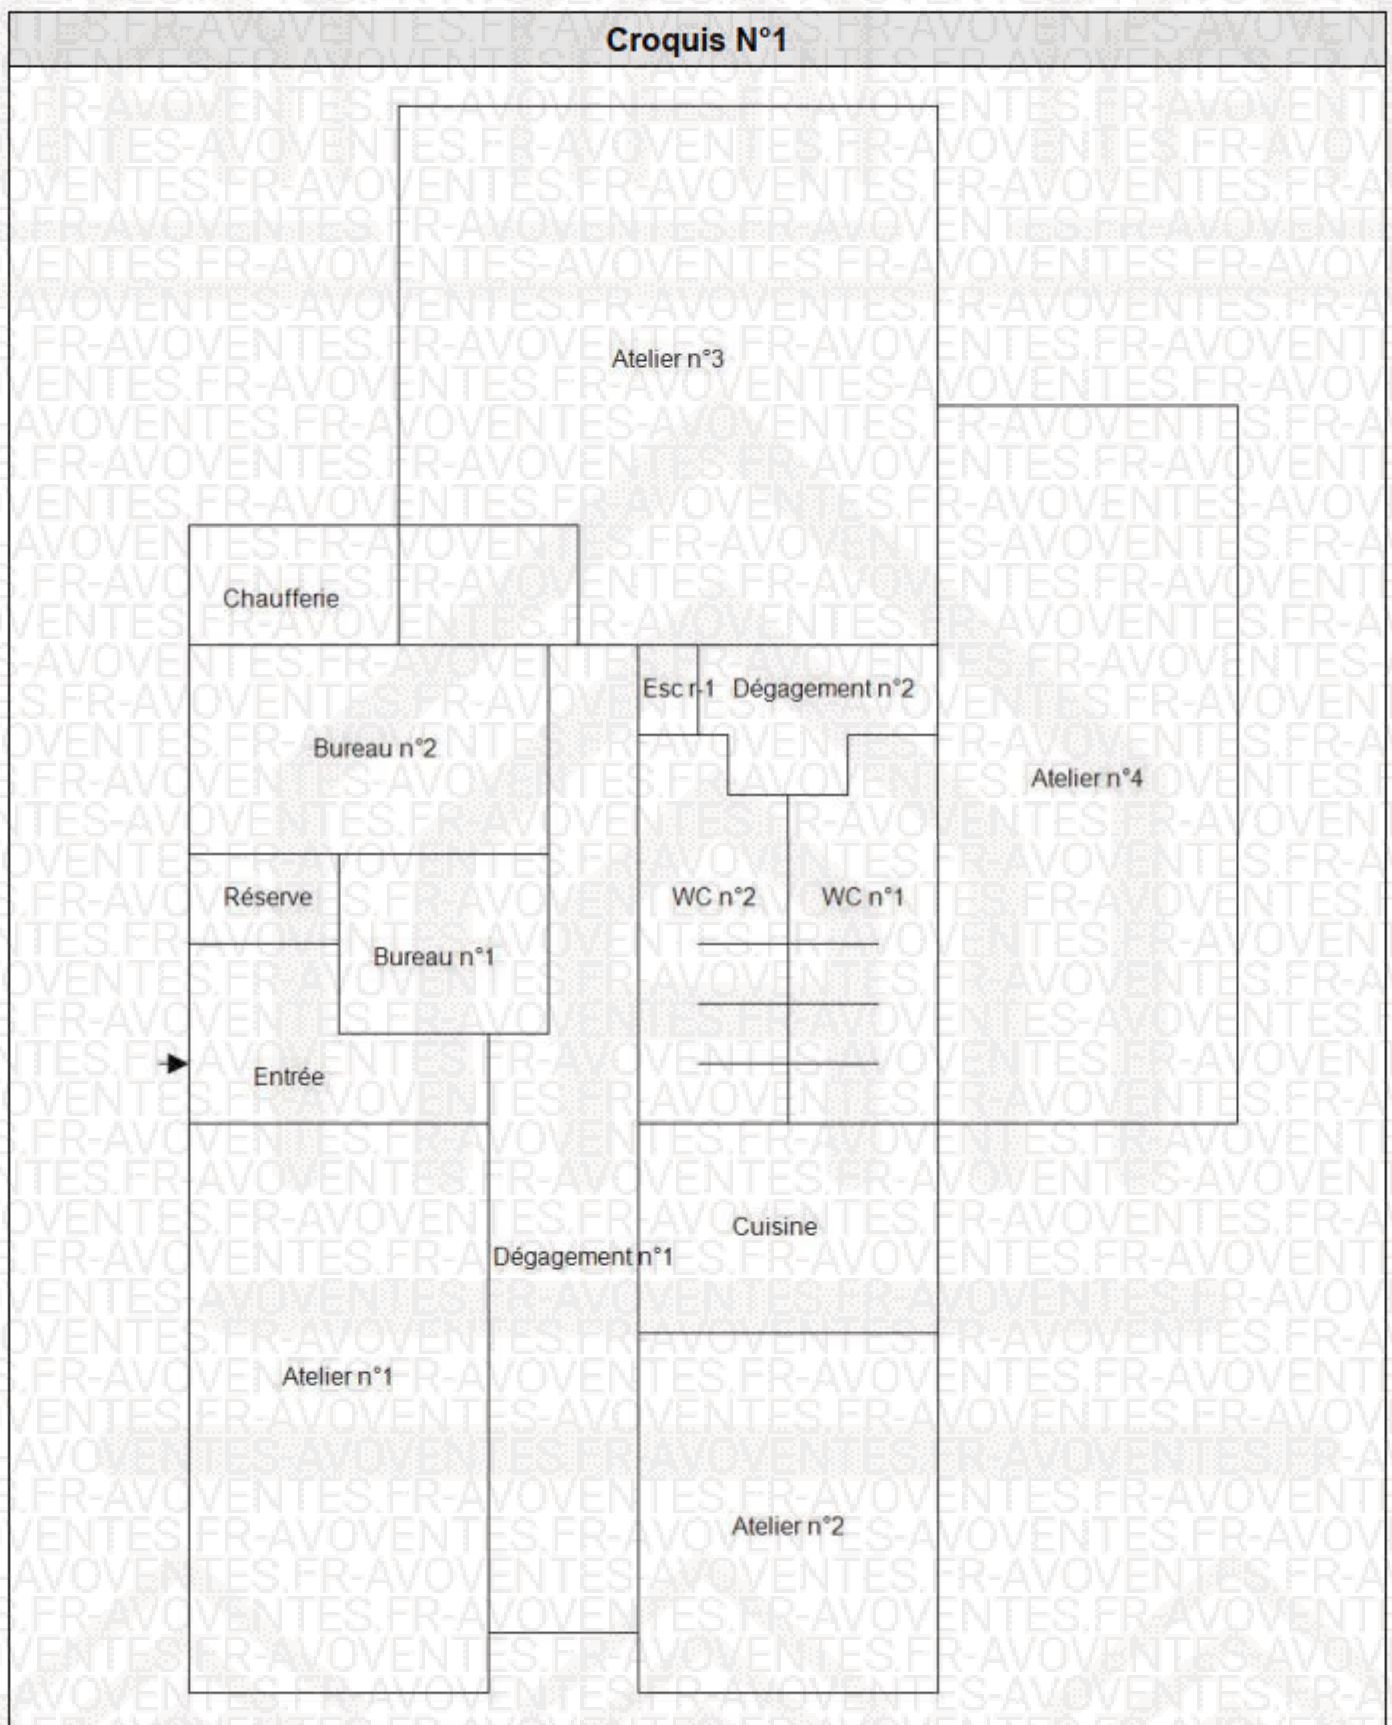 Croquis N°1
Atelier n°3
Chaufferie
Esc r-1 Dégagement n°2
Bureau n°2
Atelier n°4
Réserve
WC n°2 WC n°1
Bureau n°1
Entrée
Cuisine
Dégagement n°1
Atelier n°1
Atelier n°2